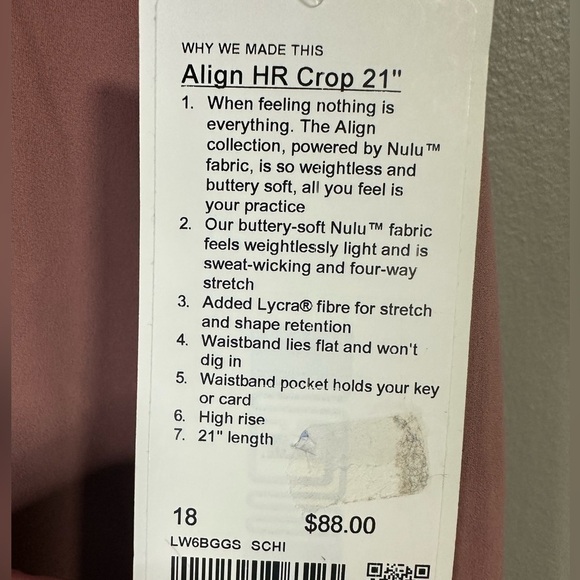 WHY WE MADE THIS
Align HR Crop 21"
1. When feeling nothing is
everything. The Align
collection, powered by Nulu™
fabric, is so weightless and
buttery soft, all you feel is
your practice
2. Our buttery-soft Nulu™ fabric
feels weightlessly light and is
sweat-wicking and four-way
stretch
3. Added Lycra® fibre for stretch
and shape retention
4. Waistband lies flat and won't
dig in
5. Waistband pocket holds your key
or card
6. High rise
7. 21" length
18 $88.00
LW6BGGS SCHI